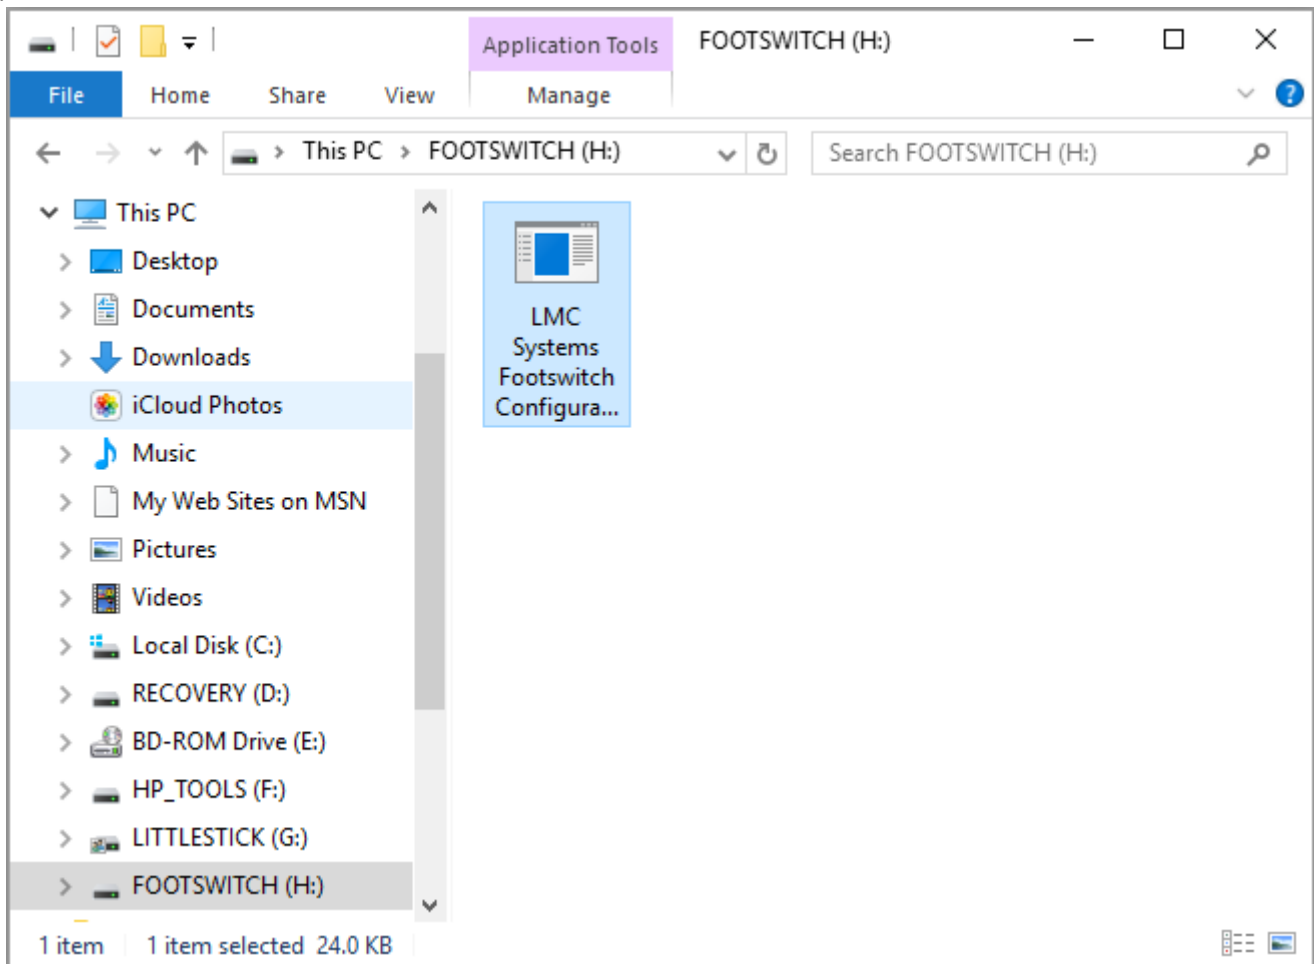 Application Tools
FOOTSWITCH (H:)
File
Home
Share
View
Manage
?
This PC
FOOTSWITCH (H:)
Search FOOTSWITCH (H:)
This PC
Desktop
Documents
Downloads
iCloud Photos
Music
My Web Sites on MSN
Pictures
Videos
Local Disk (C:)
RECOVERY (D:)
BD-ROM Drive (E:)
HP_TOOLS (F:)
LITTLESTICK (G:)
FOOTSWITCH (H:)
LMC
Systems
Footswitch
Configura...
1 item
1 item selected 24.0 KB